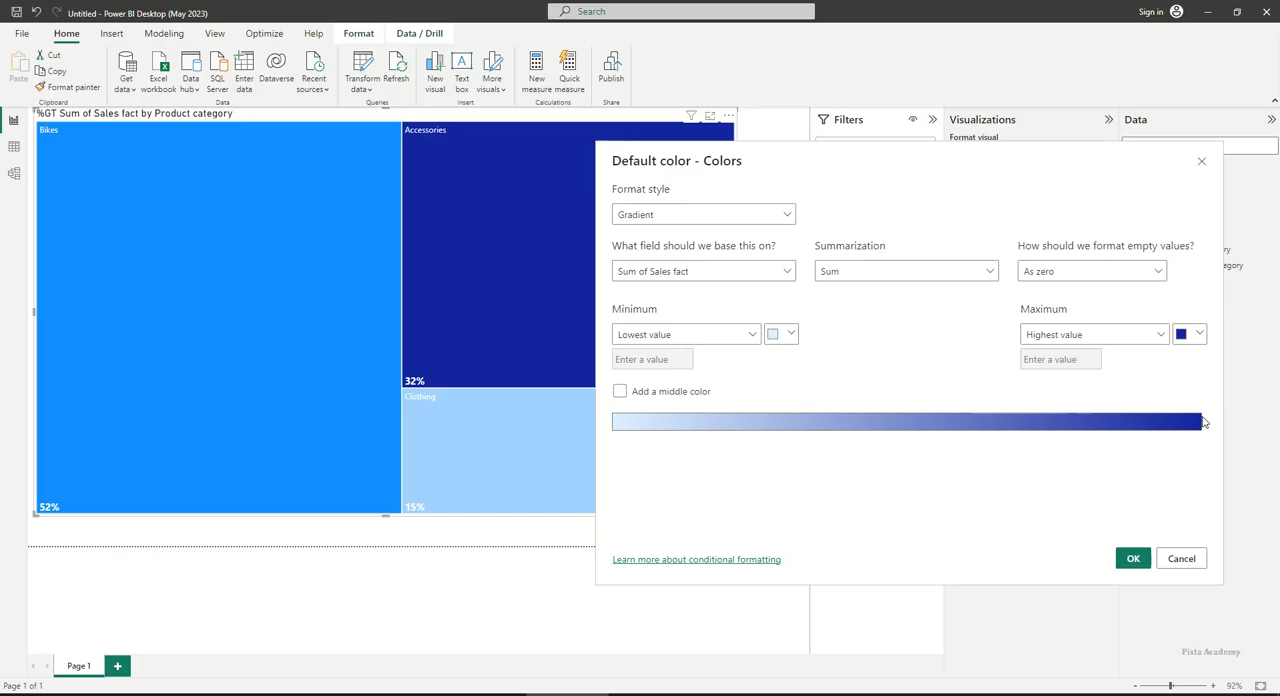 Untitled - Power BI Desktop (May 2023)
Search
Sign in
File
Home
Insert
Modeling
View
Optimize
Help
Format
Data / Drill
Paste
Cut
Copy
Format painter
Clipboard
Get data
Excel workbook
Data hub
SQL Server
Enter data
Dataverse
Recent sources
Data
Transform data
Refresh
Queries
New visual
Text box
More visuals
Insert
New measure
Quick measure
Calculations
Publish
Share
%GT Sum of Sales fact by Product category
Bikes
52%
Accessories
32%
Clothing
15%
Filters
Visualizations
Format visual
Data
Default color - Colors
Format style
Gradient
What field should we base this on?
Summarization
How should we format empty values?
Sum of Sales fact
Sum
As zero
Minimum
Maximum
Lowest value
Highest value
Enter a value
Enter a value
Add a middle color
Learn more about conditional formatting
OK
Cancel
ry
egory
Pista Academy
Page 1
Page 1 of 1
92%